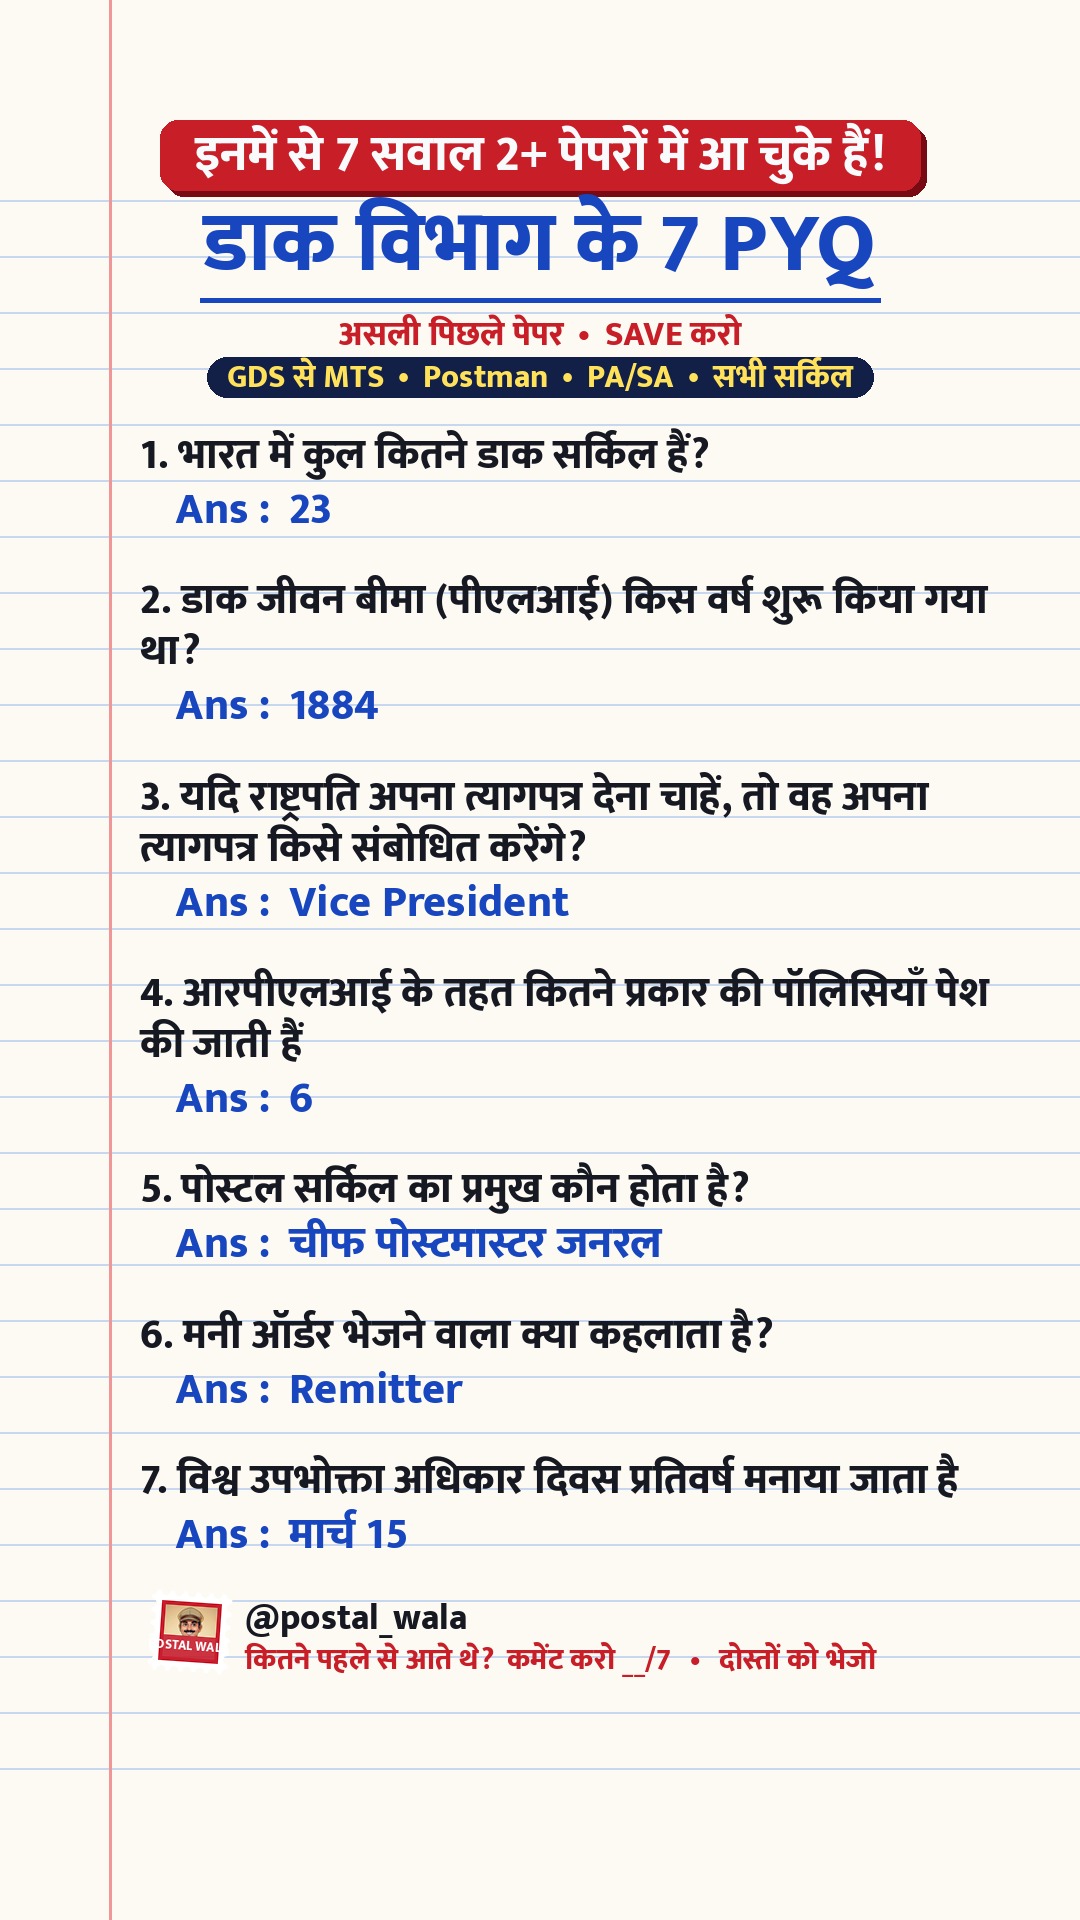 इनमें से 7 सवाल 2+ पेपरों में आ चुके हैं!
डाक विभाग के 7 PYQ
असली पिछले पेपर • SAVE करो
GDS से MTS • Postman • PA/SA • सभी सर्किल
1. भारत में कुल कितने डाक सर्किल हैं?
Ans : 23
2. डाक जीवन बीमा (पीएलआई) किस वर्ष शुरू किया गया
था?
Ans : 1884
3. यदि राष्ट्रपति अपना त्यागपत्र देना चाहें, तो वह अपना
त्यागपत्र किसे संबोधित करेंगे?
Ans : Vice President
4. आरपीएलआई के तहत कितने प्रकार की पॉलिसियाँ पेश
की जाती हैं
Ans : 6
5. पोस्टल सर्किल का प्रमुख कौन होता है?
Ans : चीफ पोस्टमास्टर जनरल
6. मनी ऑर्डर भेजने वाला क्या कहलाता है?
Ans : Remitter
7. विश्व उपभोक्ता अधिकार दिवस प्रतिवर्ष मनाया जाता है
Ans : मार्च 15
OSTAL WAL
@postal_wala
कितने पहले से आते थे? कमेंट करो __/7 • दोस्तों को भेजो